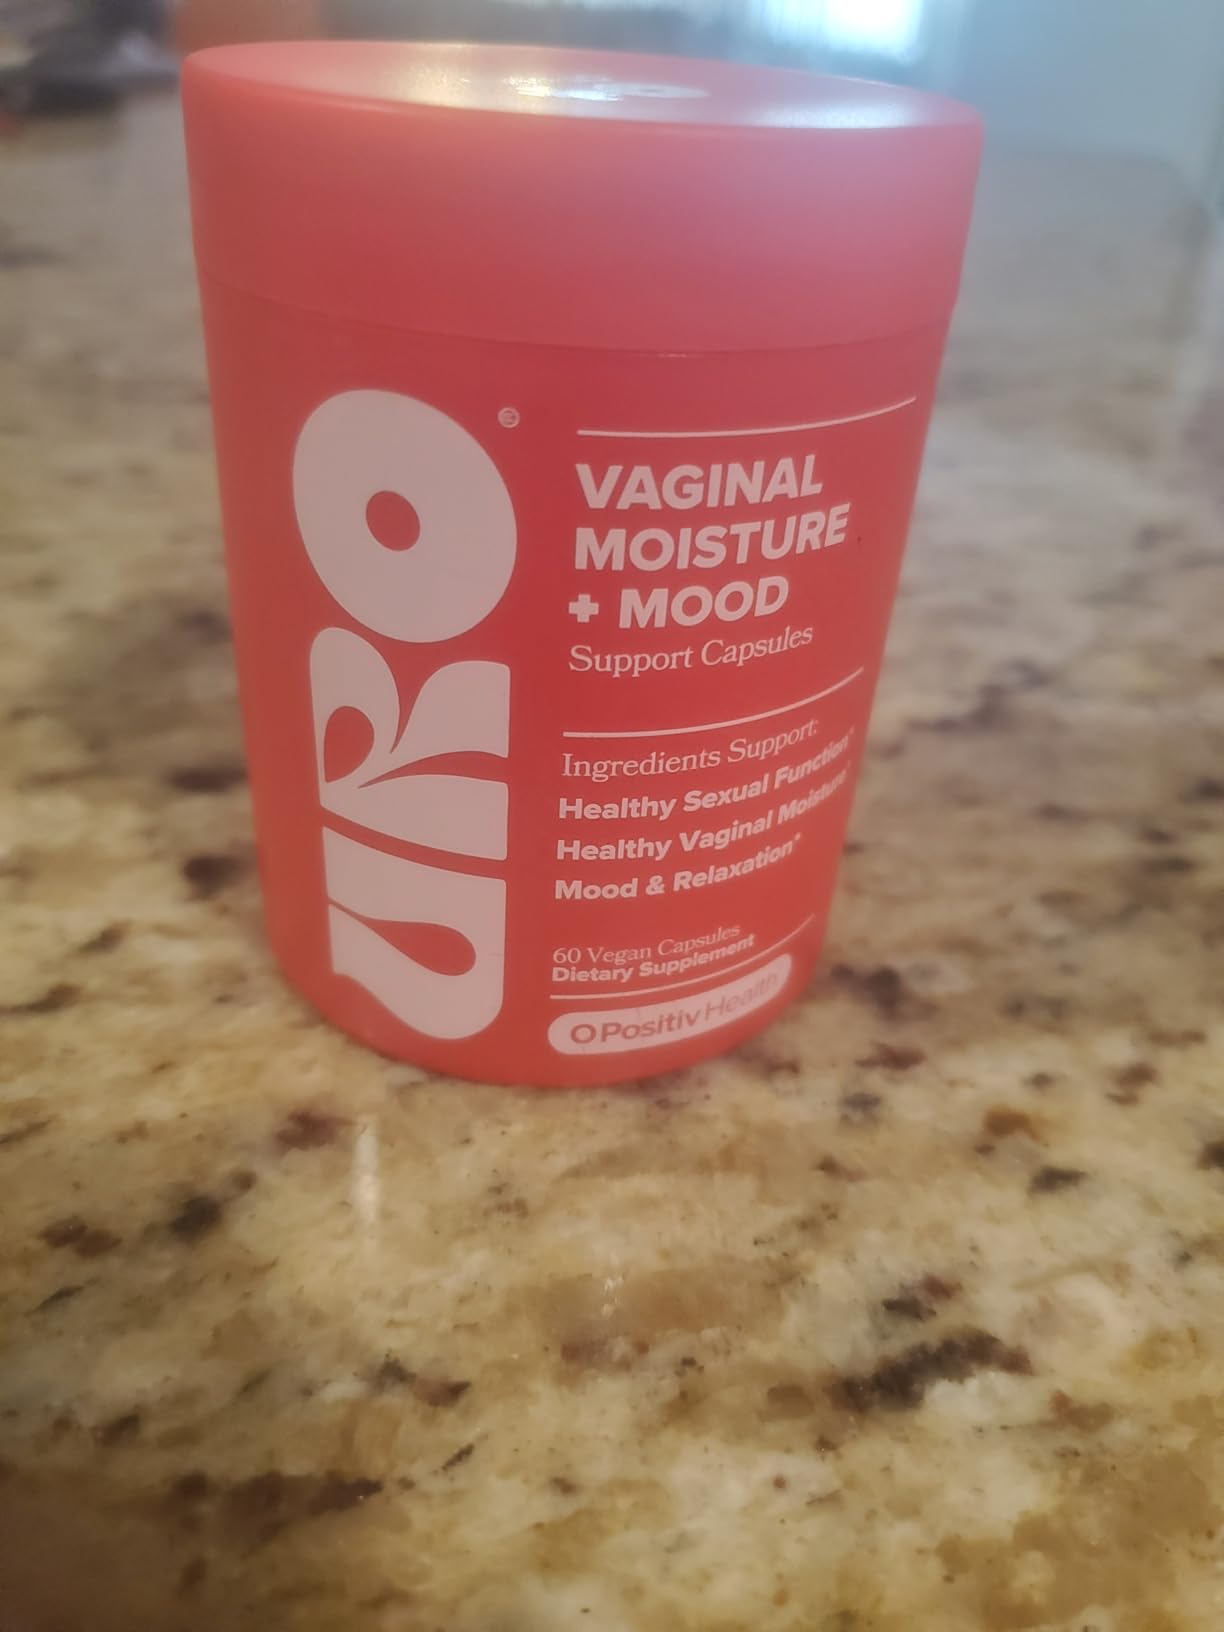 URO®
VAGINAL
MOISTURE
+ MOOD
Support Capsules
Ingredients Support:
Healthy Sexual Function*
Healthy Vaginal Moisture*
Mood & Relaxation*
60 Vegan Capsules
Dietary Supplement
O Positiv Health